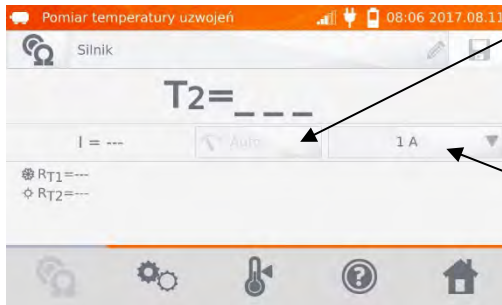 Pomiar temperatury uzwojeń 08:06 2017.08.11
Silnik
T2=_ _ _
I = --- Auto 1 A
RT1=---
RT2=---